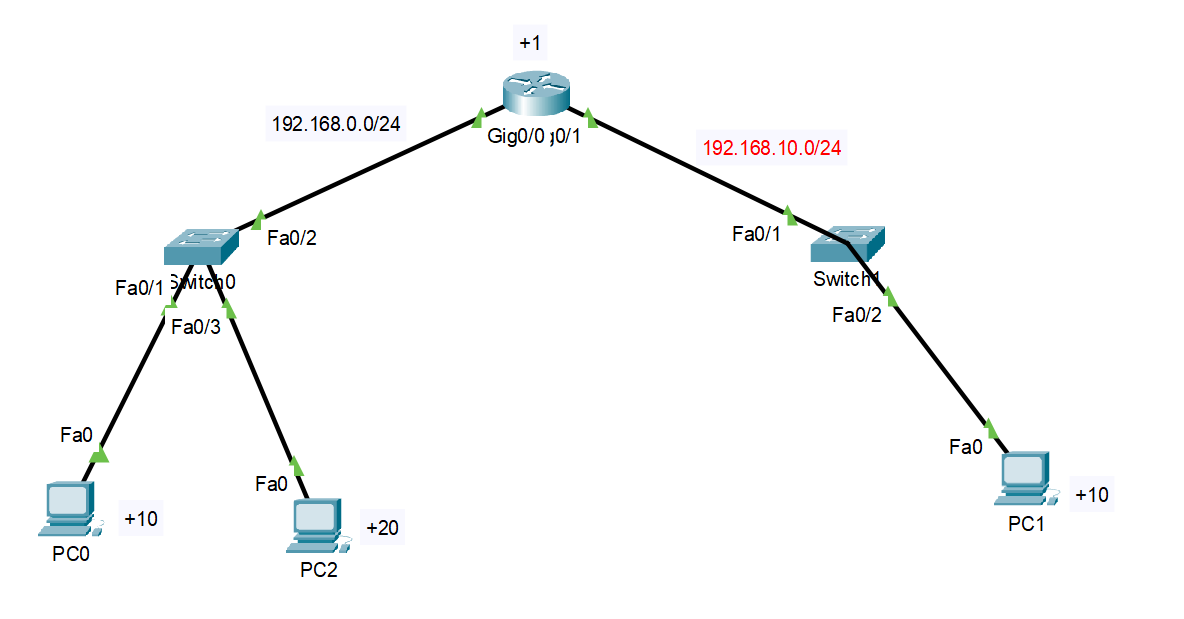 +1
192.168.0.0/24
Gig0/0
0/1
192.168.10.0/24
Fa0/2
Fa0/1
Switch0
Fa0/1
Switch1
Fa0/3
Fa0/2
Fa0
Fa0
Fa0
+10
+20
+10
PC0
PC2
PC1